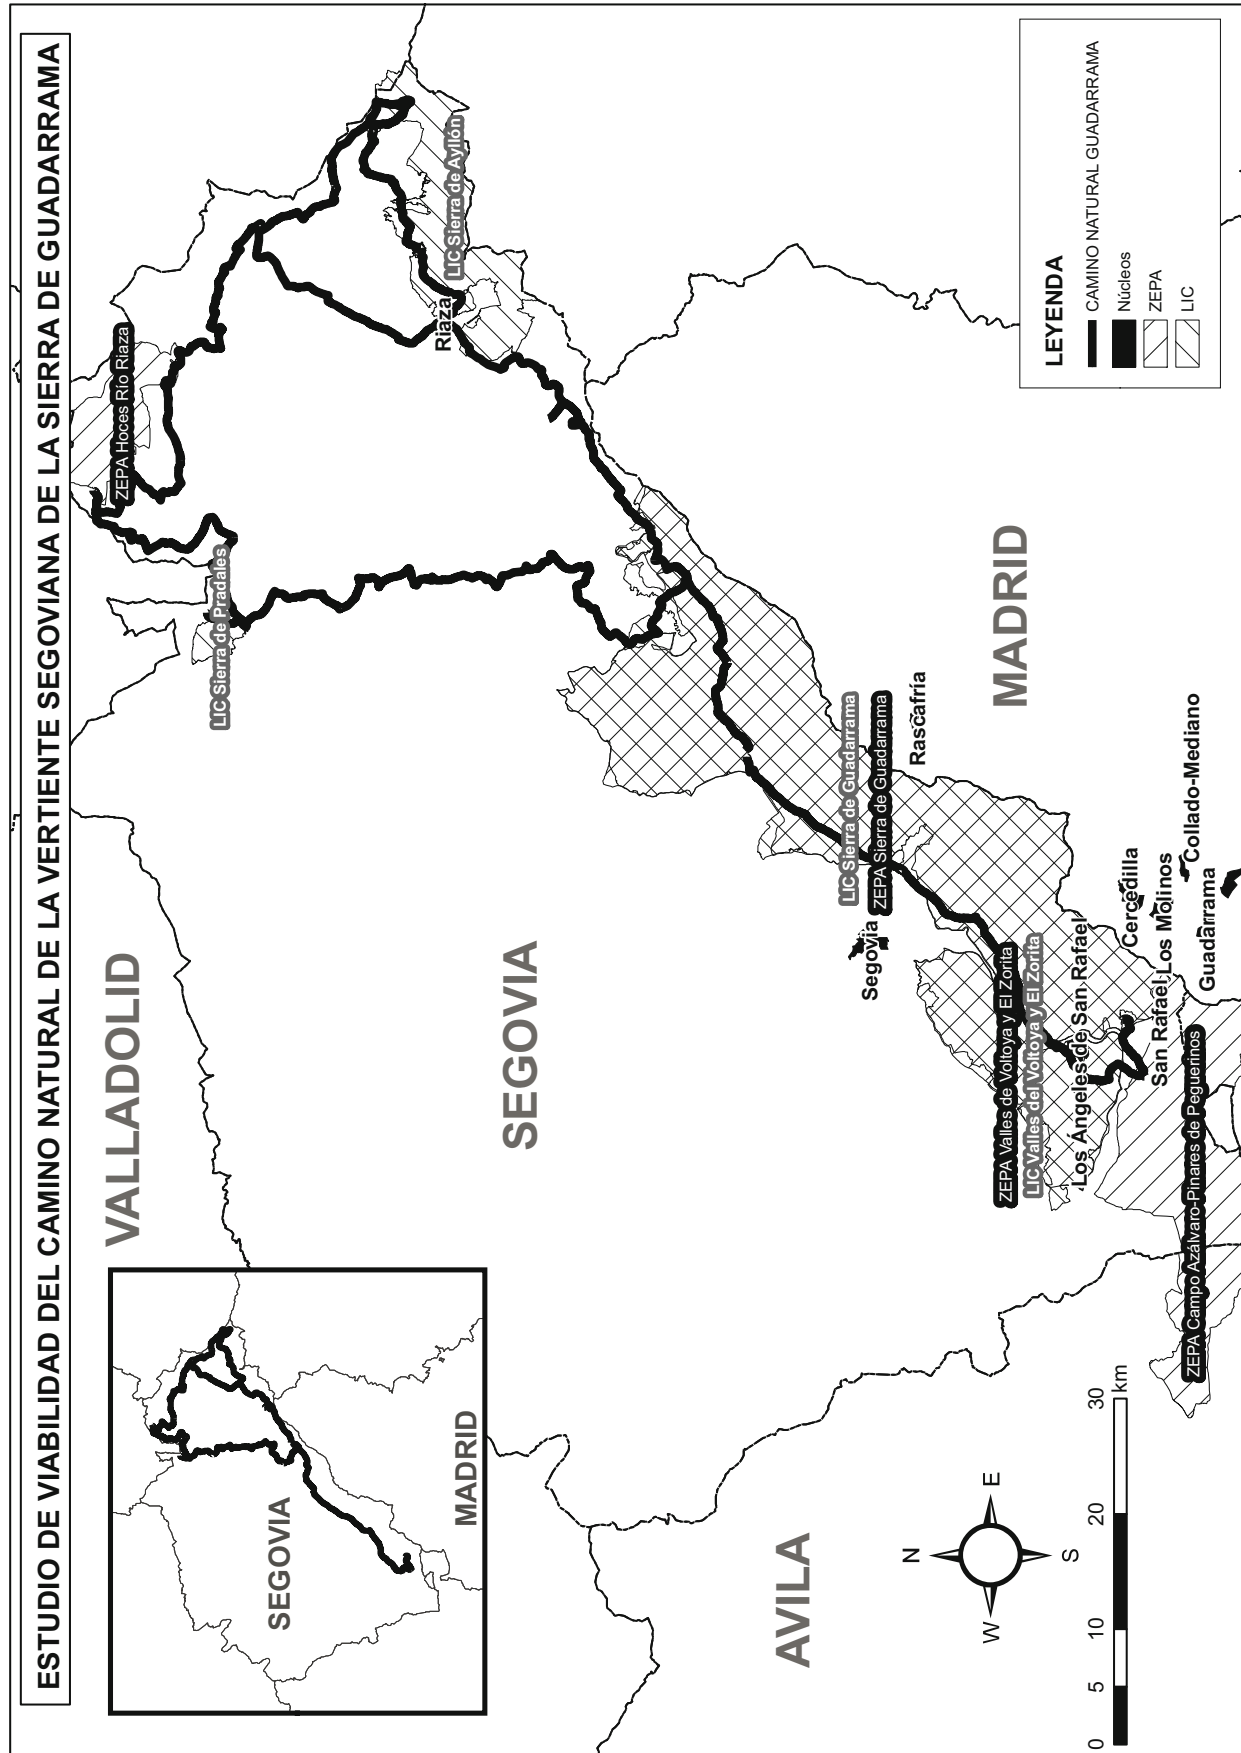 ESTUDIO DE VIABILIDAD DEL CAMINO NATURAL DE LA VERTIENTE SEGOVIANA DE LA SIERRA DE GUADARRAMA
VALLADOLID
SEGOVIA
MADRID
AVILA
SEGOVIA
MADRID
ZEPA Hoces Río Riaza
LIC Sierra de Pradales
Riaza
LIC Sierra de Ayllón
LIC Sierra de Guadarrama
ZEPA Sierra de Guadarrama
Rascafría
Segovia
ZEPA Valles de Voltoya y El Zorita
LIC Valles del Voltoya y El Zorita
Los Ángeles de San Rafael
Cercedilla
San Rafael
Los Molinos
Collado-Mediano
Guadarrama
ZEPA Campo Azálvaro-Pinares de Peguerinos
N
W
E
S
0 5 10 20 30
km
LEYENDA
CAMINO NATURAL GUADARRAMA
Núcleos
ZEPA
LIC